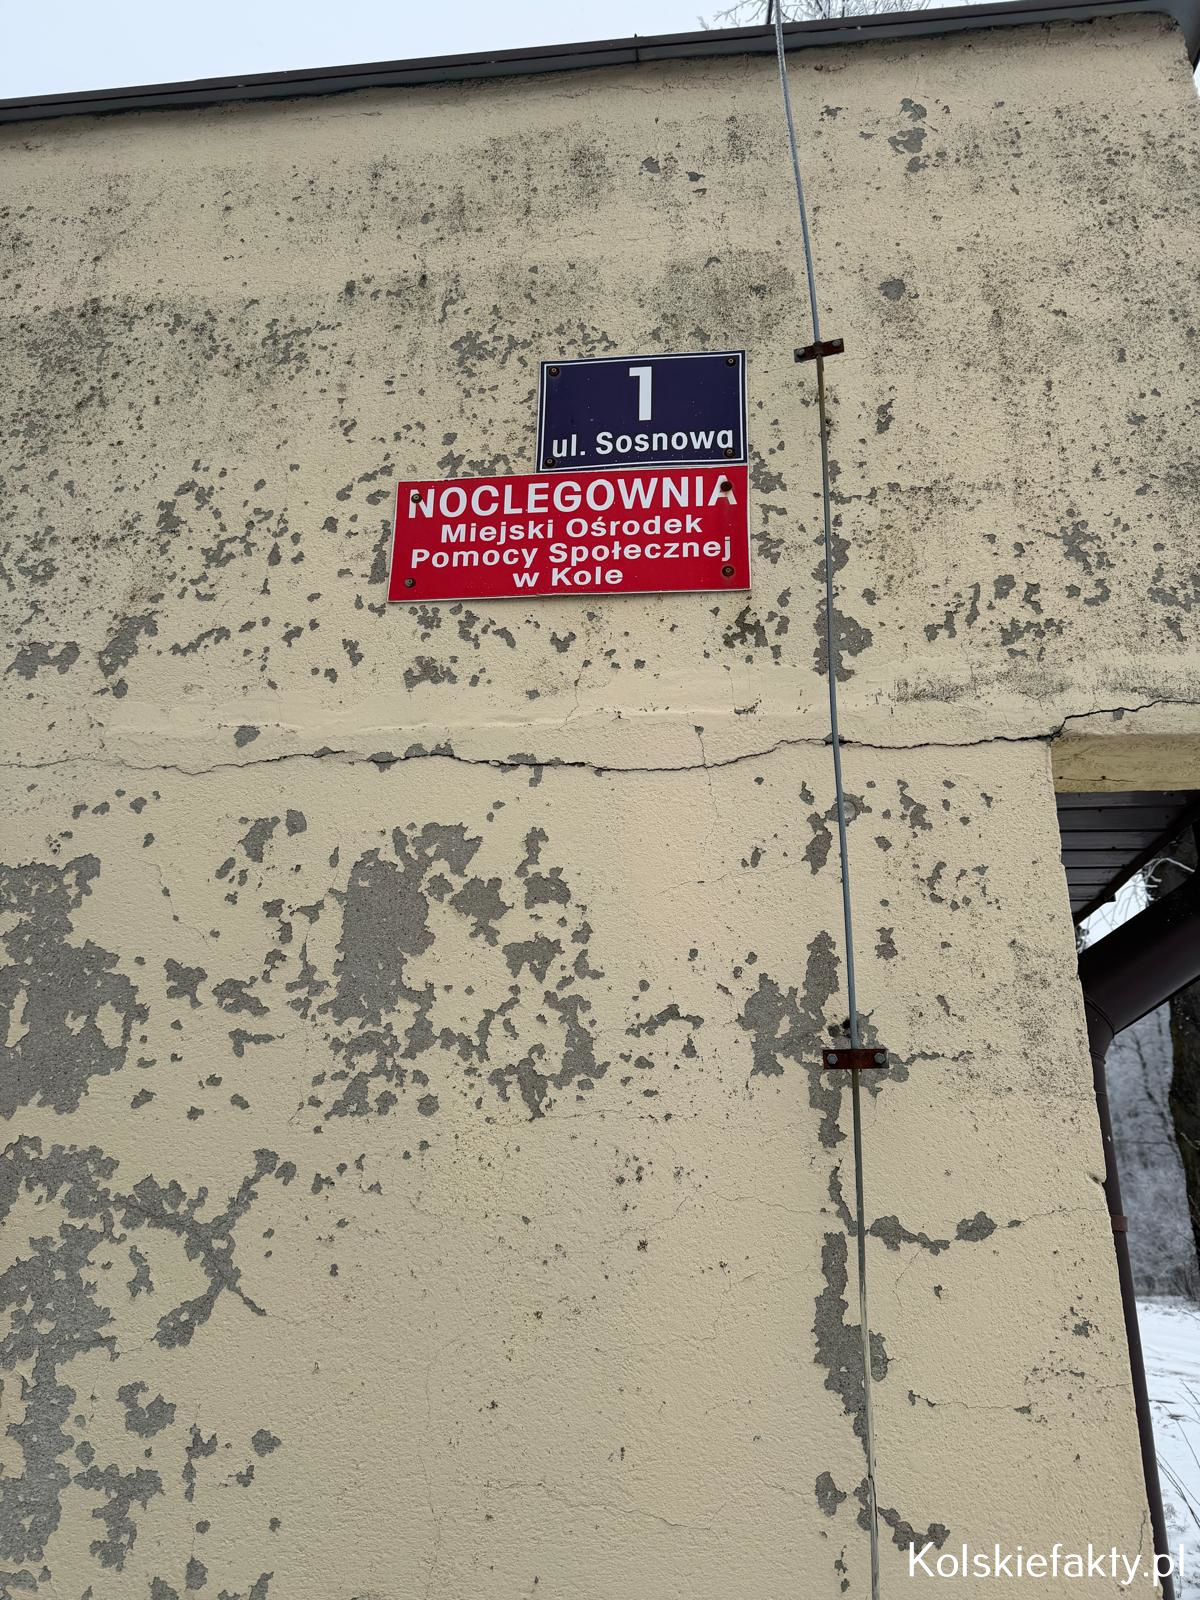 1
ul. Sosnowa
NOCLEGOWNIA
Miejski Ośrodek
Pomocy Społecznej
w Kole
Kolskiefakty.pl